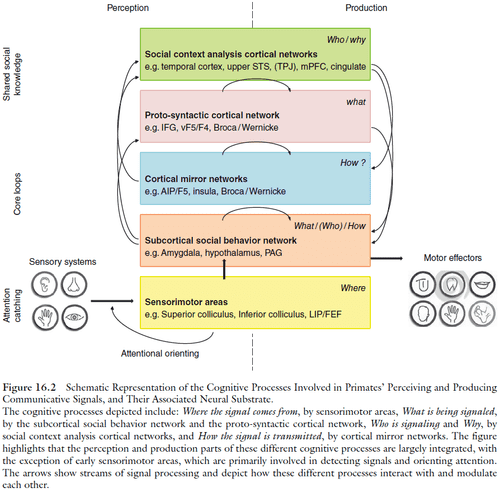 Perception
Production
Shared social
knowledge
Who/why
Social context analysis cortical networks
e.g. temporal cortex, upper STS, (TPJ), mPFC, cingulate
what
Proto-syntactic cortical network
e.g. IFG, vF5/F4, Broca/Wernicke
Core loops
How ?
Cortical mirror networks
e.g. AIP/F5, insula, Broca/Wernicke
What/(Who)/How
Subcortical social behavior network
e.g. Amygdala, hypothalamus, PAG
Sensory systems
Motor effectors
Attention
catching
Where
Sensorimotor areas
e.g. Superior colliculus, Inferior colliculus, LIP/FEF
Attentional orienting
Figure 16.2 Schematic Representation of the Cognitive Processes Involved in Primates' Perceiving and Producing
Communicative Signals, and Their Associated Neural Substrate.
The cognitive processes depicted include: Where the signal comes from, by sensorimotor areas, What is being signaled,
by the subcortical social behavior network and the proto-syntactic cortical network, Who is signaling and Why, by
social context analysis cortical networks, and How the signal is transmitted, by cortical mirror networks. The figure
highlights that the perception and production parts of these different cognitive processes are largely integrated, with
the exception of early sensorimotor areas, which are primarily involved in detecting signals and orienting attention.
The arrows show streams of signal processing and depict how these different processes interact with and modulate
each other.